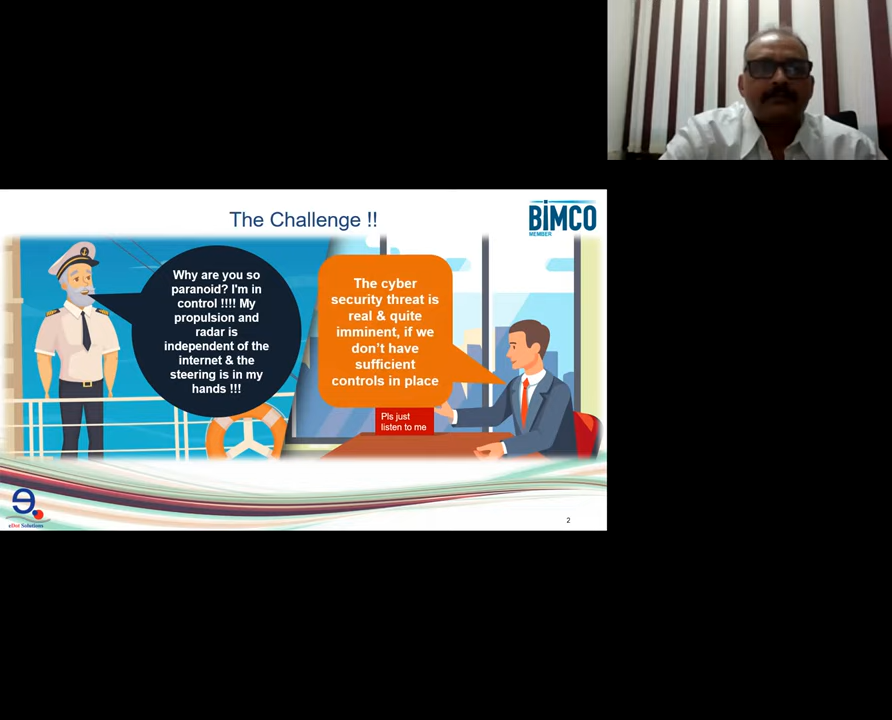 The Challenge !!
BIMCO
MEMBER
Why are you so
paranoid? I'm in
control !!!! My
propulsion and
radar is
independent of the
internet & the
steering is in my
hands !!!
The cyber
security threat is
real & quite
imminent, if we
don't have
sufficient
controls in place
Pls just
listen to me
eDot Solutions
2